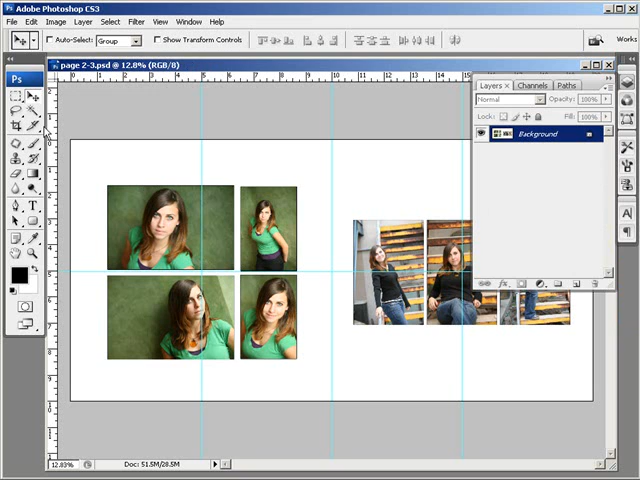 Adobe Photoshop CS3
File Edit Image Layer Select Filter View Window Help
Auto-Select: Group Show Transform Controls
Works
page 2-3.psd @ 12.8% (RGB/8)
Ps
Layers × Channels Paths
Normal Opacity: 100%
Lock: Fill: 100%
Background
12.83% Doc: 51.5M/28.5M